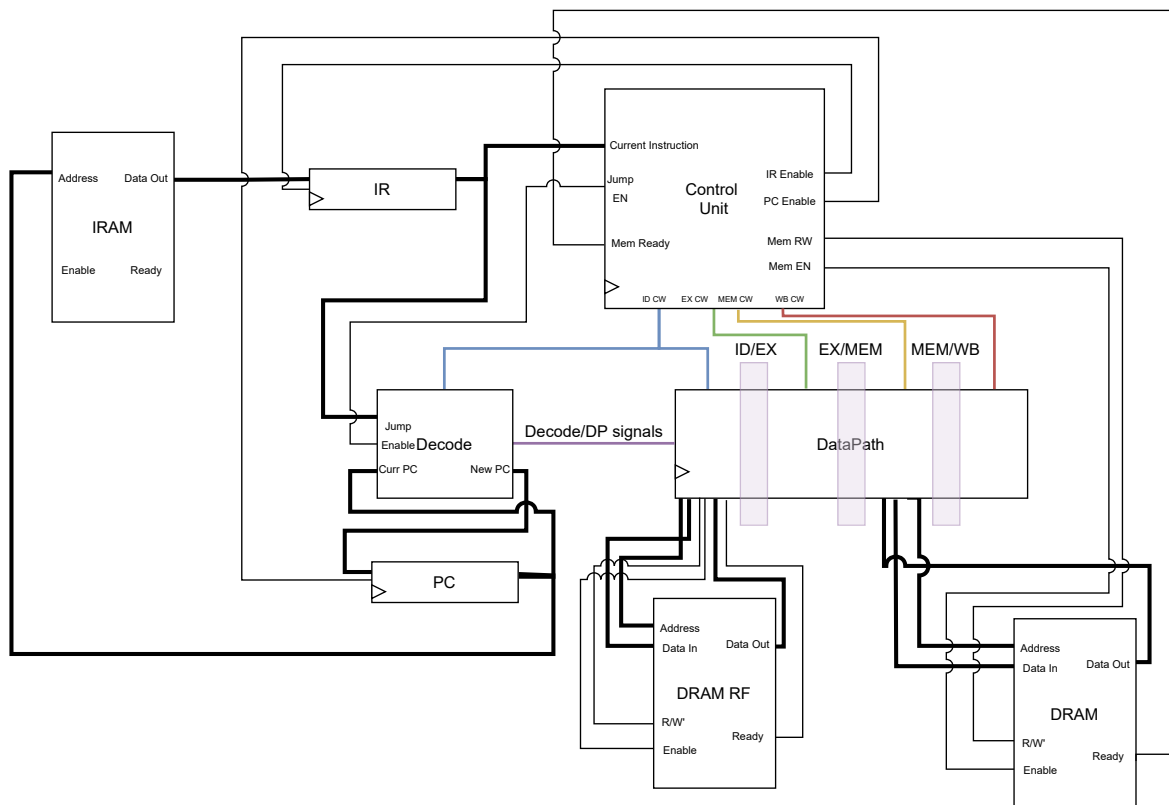 Current Instruction
Jump
EN
Mem Ready
Control
Unit
IR Enable
PC Enable
Mem RW
Mem EN
ID CW
EX CW
MEM CW
WB CW
Address
Data Out
IRAM
Enable
Ready
IR
ID/EX
EX/MEM
MEM/WB
Jump
Enable
Decode
Curr PC
New PC
Decode/DP signals
DataPath
PC
Address
Data In
Data Out
DRAM RF
R/W'
Enable
Ready
Address
Data In
Data Out
DRAM
R/W'
Enable
Ready